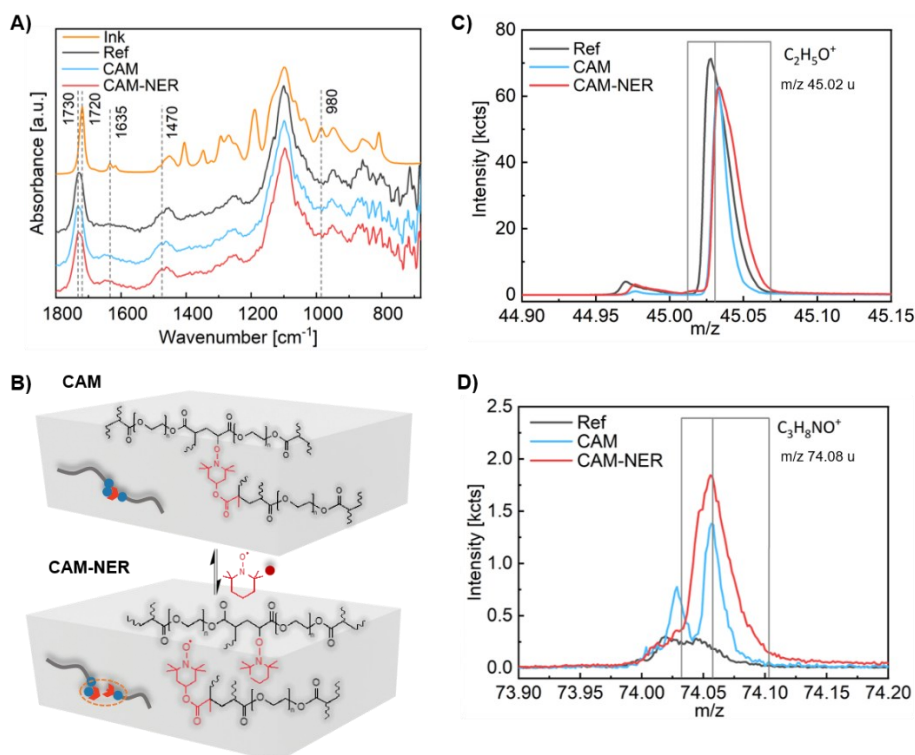 A)
Ink
Ref
CAM
CAM-NER
1730
1720
1635
1470
980
Absorbance [a.u.]
1800 1600 1400 1200 1000 800
Wavenumber [cm⁻¹]
B)
CAM
CAM-NER
C)
Ref
CAM
CAM-NER
C₂H₅O⁺
m/z 45.02 u
Intensity [kcts]
80
60
40
20
0
44.90 44.95 45.00 45.05 45.10 45.15
m/z
D)
Ref
CAM
CAM-NER
C₃H₈NO⁺
m/z 74.08 u
Intensity [kcts]
2.5
2.0
1.5
1.0
0.5
0.0
73.90 73.95 74.00 74.05 74.10 74.20
m/z